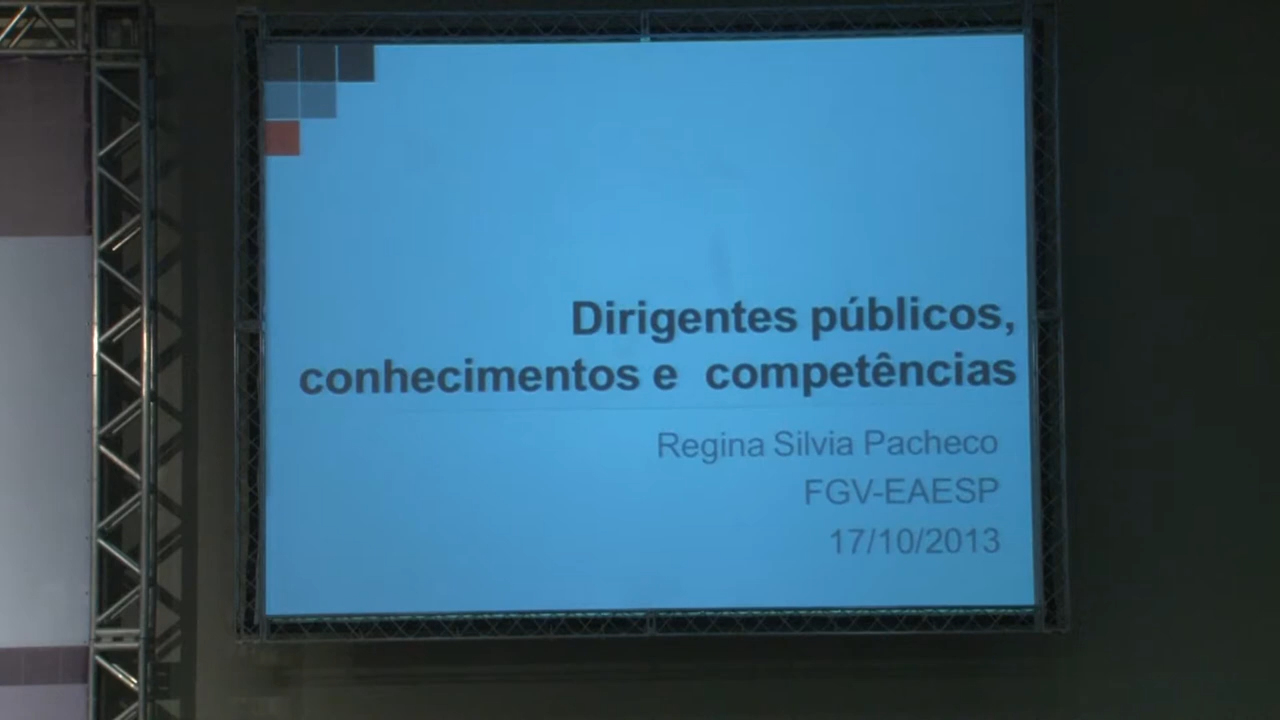 Dirigentes públicos,
conhecimentos e competências
Regina Silvia Pacheco
FGV-EAESP
17/10/2013